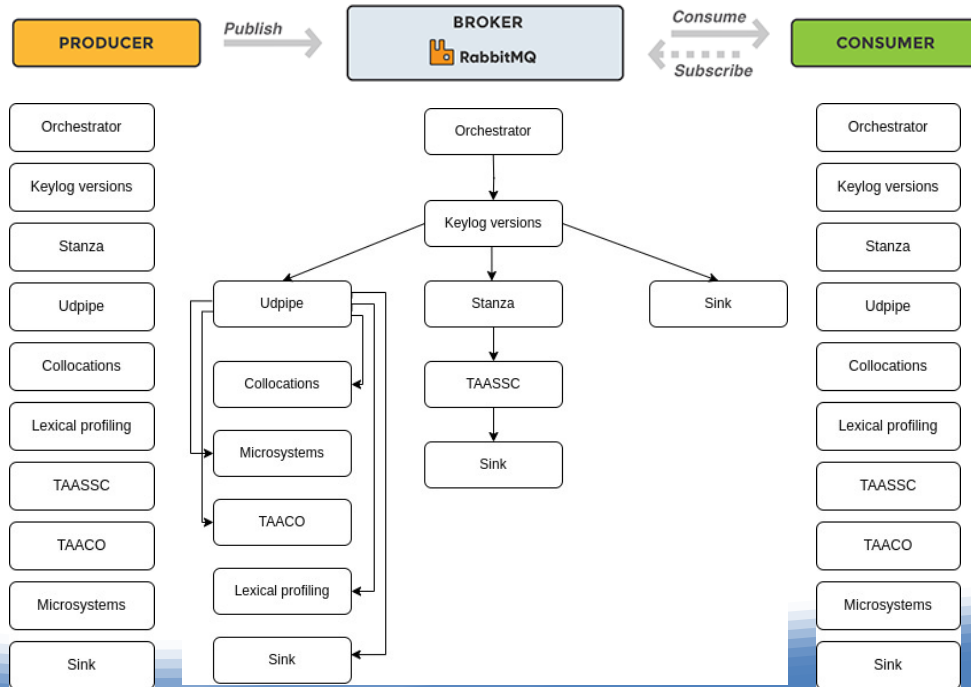 PRODUCER
Publish
BROKER
RabbitMQ
Consume
Subscribe
CONSUMER
Orchestrator
Keylog versions
Stanza
Udpipe
Collocations
Lexical profiling
TAASSC
TAACO
Microsystems
Sink
Orchestrator
Keylog versions
Udpipe
Stanza
Sink
Collocations
TAASSC
Microsystems
Sink
TAACO
Lexical profiling
Sink
Orchestrator
Keylog versions
Stanza
Udpipe
Collocations
Lexical profiling
TAASSC
TAACO
Microsystems
Sink